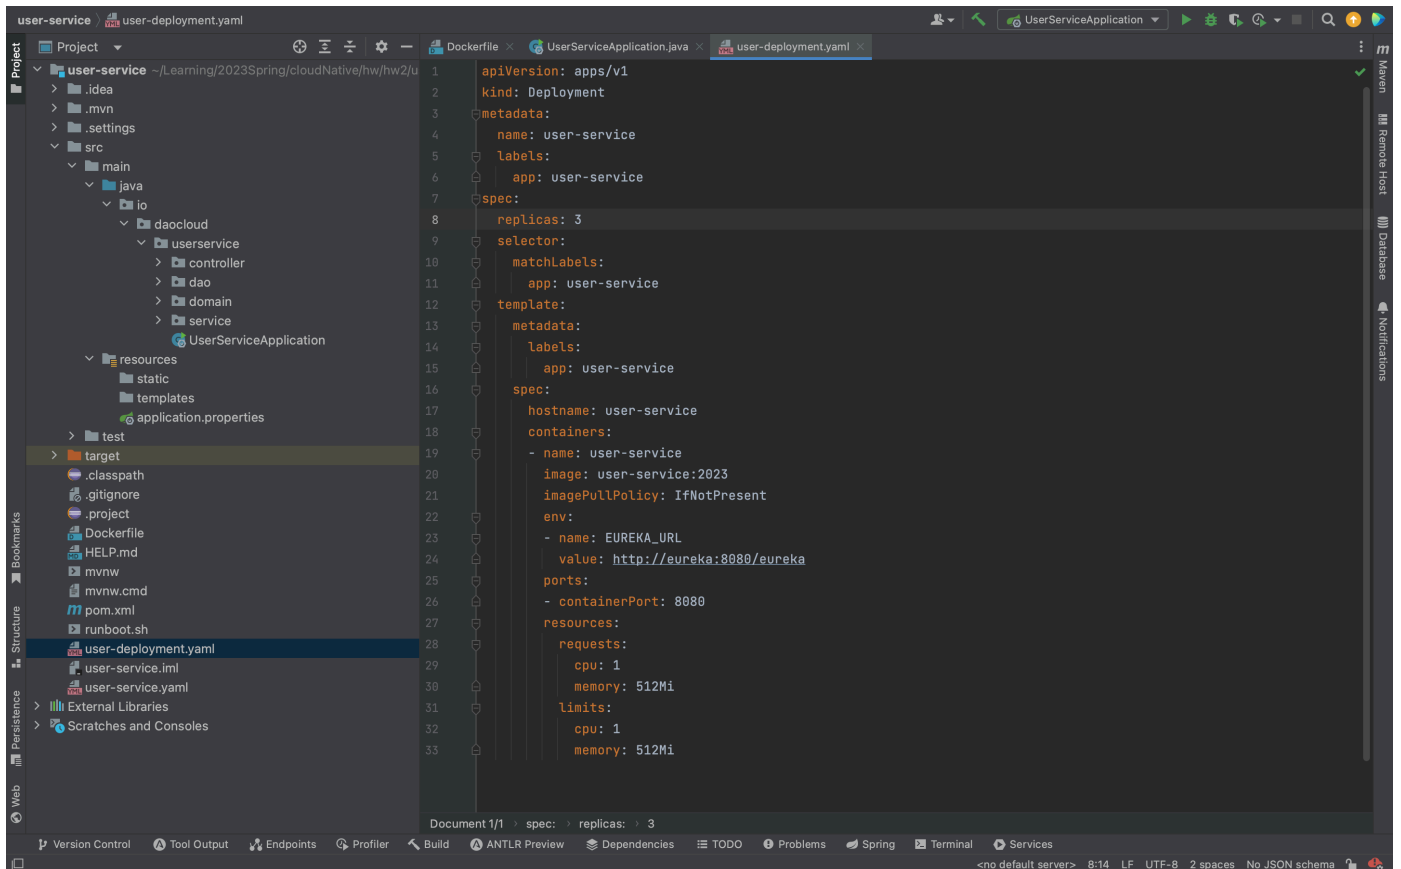 user-service user-deployment.yaml
UserServiceApplication
Project
Dockerfile
UserServiceApplication.java
user-deployment.yaml
Project
user-service ~/Learning/2023Spring/cloudNative/hw/hw2/u
.idea
.mvn
.settings
src
main
java
io
daocloud
userservice
controller
dao
domain
service
UserServiceApplication
resources
static
templates
application.properties
test
target
.classpath
.gitignore
.project
Dockerfile
HELP.md
mvnw
mvnw.cmd
pom.xml
runboot.sh
user-deployment.yaml
user-service.iml
user-service.yaml
External Libraries
Scratches and Consoles
Bookmarks
Structure
Persistence
Web
1 apiVersion: apps/v1
2 kind: Deployment
3 metadata:
4 name: user-service
5 labels:
6 app: user-service
7 spec:
8 replicas: 3
9 selector:
10 matchLabels:
11 app: user-service
12 template:
13 metadata:
14 labels:
15 app: user-service
16 spec:
17 hostname: user-service
18 containers:
19 - name: user-service
20 image: user-service:2023
21 imagePullPolicy: IfNotPresent
22 env:
23 - name: EUREKA_URL
24 value: http://eureka:8080/eureka
25 ports:
26 - containerPort: 8080
27 resources:
28 requests:
29 cpu: 1
30 memory: 512Mi
31 limits:
32 cpu: 1
33 memory: 512Mi
m Maven
Remote Host
Database
Notifications
Document 1/1 › spec: › replicas: › 3
Version Control Tool Output Endpoints Profiler Build ANTLR Preview Dependencies TODO Problems Spring Terminal Services
<no default server> 8:14 LF UTF-8 2 spaces No JSON schema